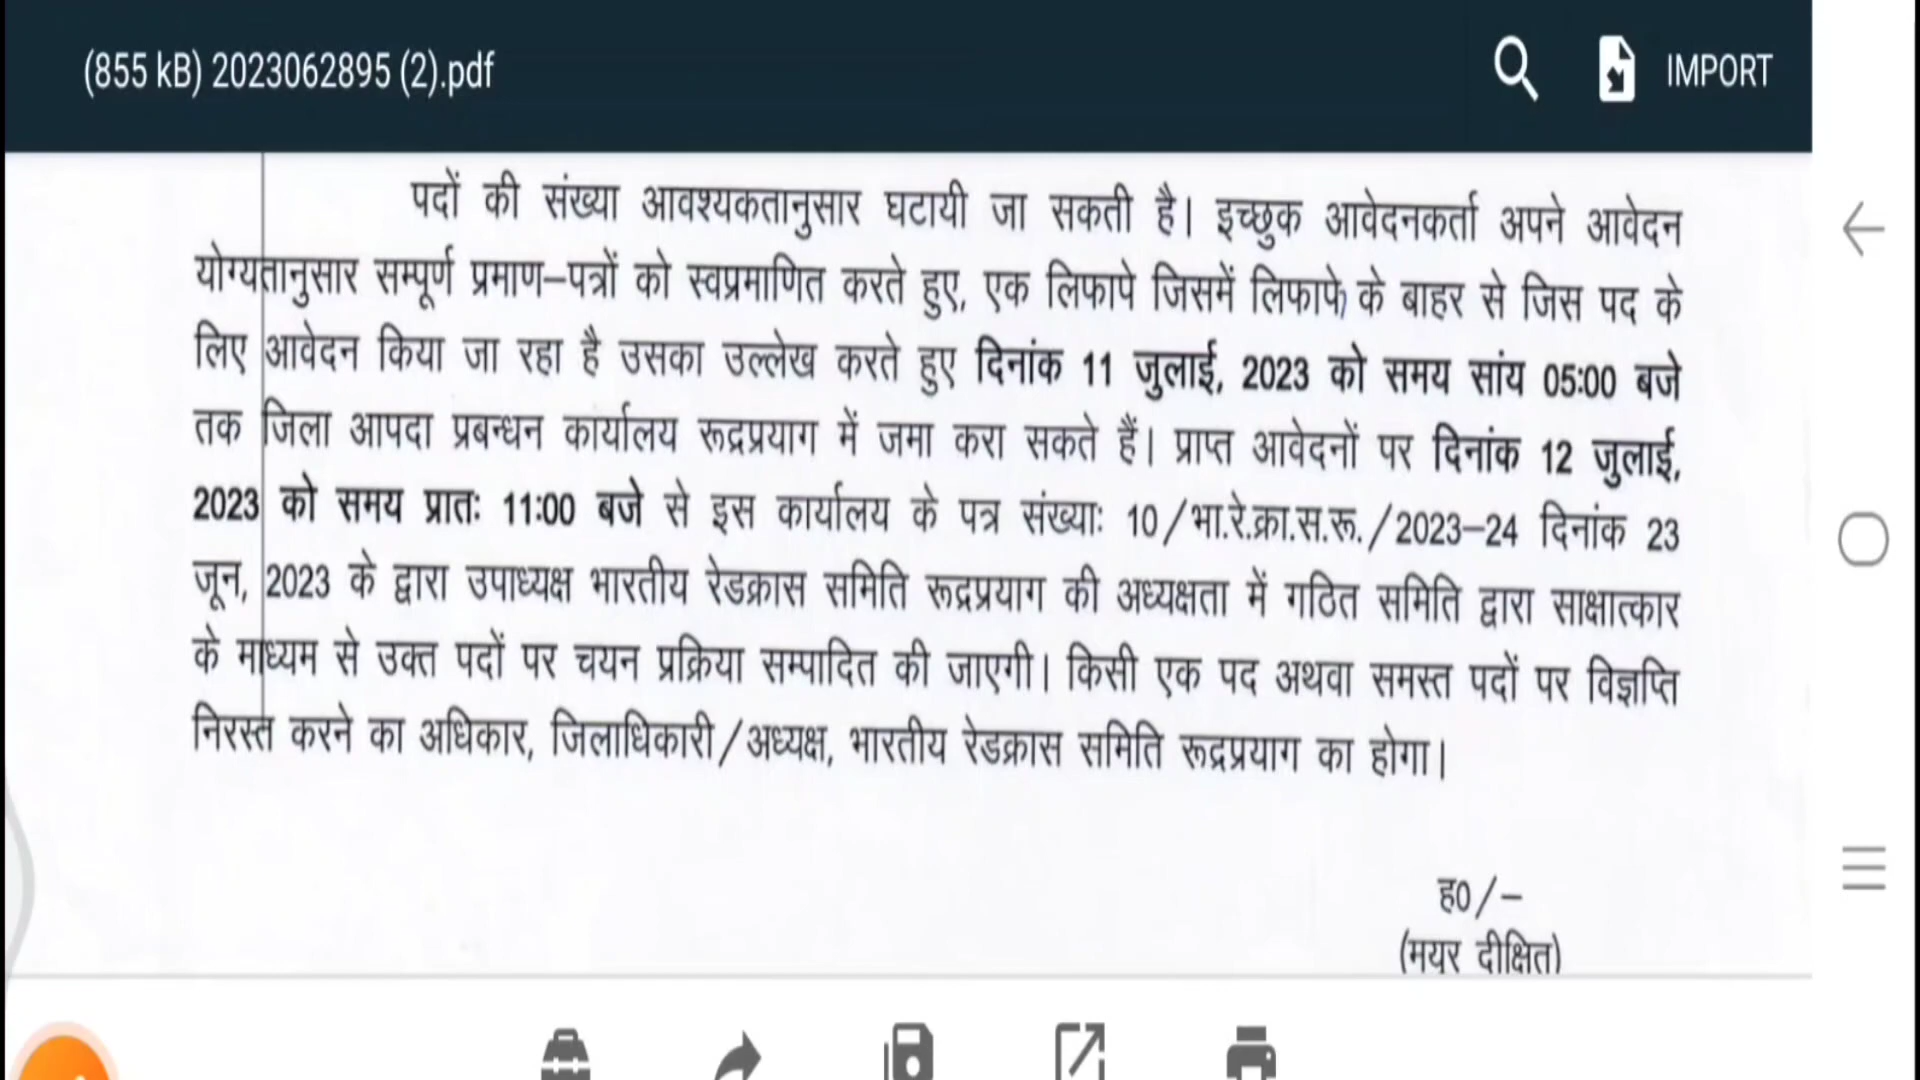 (855 kB) 2023062895 (2).pdf
IMPORT
पदों की संख्या आवश्यकतानुसार घटायी जा सकती है। इच्छुक आवेदनकर्ता अपने आवेदन
योग्यतानुसार सम्पूर्ण प्रमाण–पत्रों को स्वप्रमाणित करते हुए, एक लिफापे जिसमें लिफापे के बाहर से जिस पद के
लिए आवेदन किया जा रहा है उसका उल्लेख करते हुए दिनांक 11 जुलाई, 2023 को समय सांय 05:00 बजे
तक जिला आपदा प्रबन्धन कार्यालय रूद्रप्रयाग में जमा करा सकते हैं। प्राप्त आवेदनों पर दिनांक 12 जुलाई,
2023 को समय प्रातः 11:00 बजे से इस कार्यालय के पत्र संख्याः 10/भा.रे.क्रा.स.रू./2023–24 दिनांक 23
जून, 2023 के द्वारा उपाध्यक्ष भारतीय रेडक्रास समिति रूद्रप्रयाग की अध्यक्षता में गठित समिति द्वारा साक्षात्कार
के माध्यम से उक्त पदों पर चयन प्रक्रिया सम्पादित की जाएगी। किसी एक पद अथवा समस्त पदों पर विज्ञप्ति
निरस्त करने का अधिकार, जिलाधिकारी/अध्यक्ष, भारतीय रेडक्रास समिति रूद्रप्रयाग का होगा।
ह0/–
(मयूर दीक्षित)